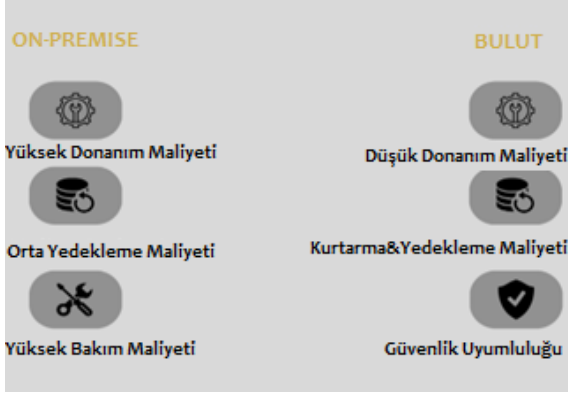 ON-PREMISE
BULUT
Yüksek Donanım Maliyeti
Düşük Donanım Maliyeti
Orta Yedekleme Maliyeti
Kurtarma&Yedekleme Maliyeti
Yüksek Bakım Maliyeti
Güvenlik Uyumluluğu